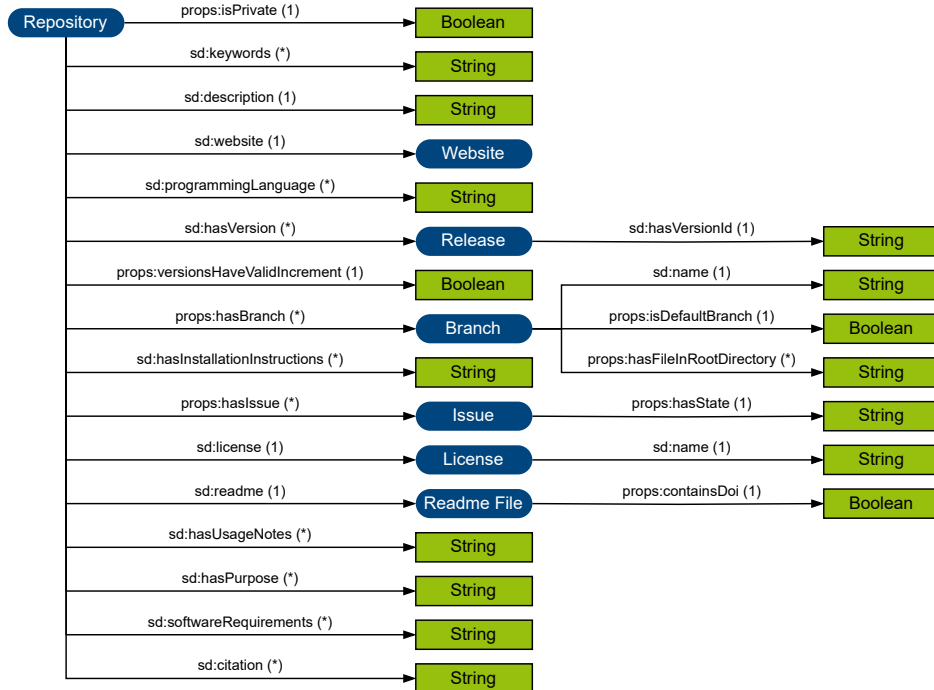 Repository
props:isPrivate (1)
Boolean
sd:keywords (*)
String
sd:description (1)
String
sd:website (1)
Website
sd:programmingLanguage (*)
String
sd:hasVersion (*)
Release
sd:hasVersionId (1)
String
props:versionsHaveValidIncrement (1)
Boolean
sd:name (1)
String
props:hasBranch (*)
Branch
props:isDefaultBranch (1)
Boolean
sd:hasInstallationInstructions (*)
String
props:hasFileInRootDirectory (*)
String
props:hasIssue (*)
Issue
props:hasState (1)
String
sd:license (1)
License
sd:name (1)
String
sd:readme (1)
Readme File
props:containsDoi (1)
Boolean
sd:hasUsageNotes (*)
String
sd:hasPurpose (*)
String
sd:softwareRequirements (*)
String
sd:citation (*)
String